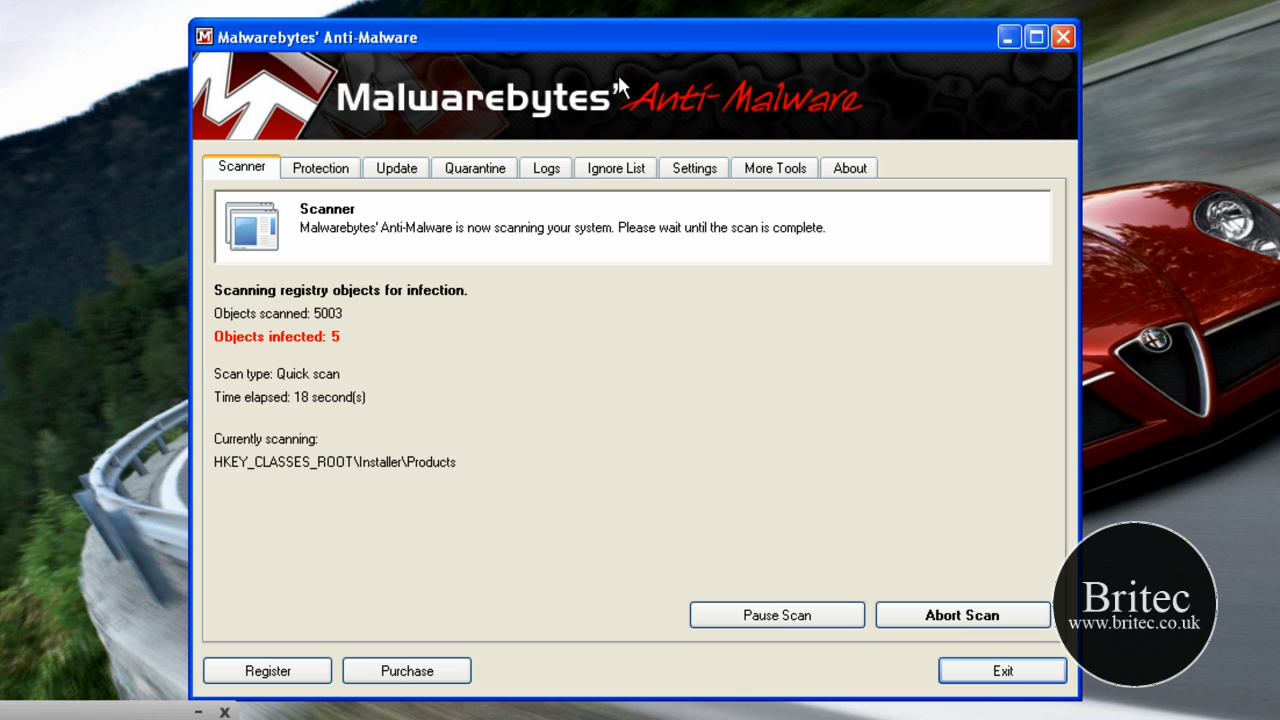 Malwarebytes' Anti-Malware
Malwarebytes' Anti-Malware
Scanner Protection Update Quarantine Logs Ignore List Settings More Tools About
Scanner
Malwarebytes' Anti-Malware is now scanning your system. Please wait until the scan is complete.
Scanning registry objects for infection.
Objects scanned: 5003
Objects infected: 5
Scan type: Quick scan
Time elapsed: 18 second(s)
Currently scanning:
HKEY_CLASSES_ROOT\Installer\Products
Pause Scan Abort Scan
Britec
www.britec.co.uk
Register Purchase Exit